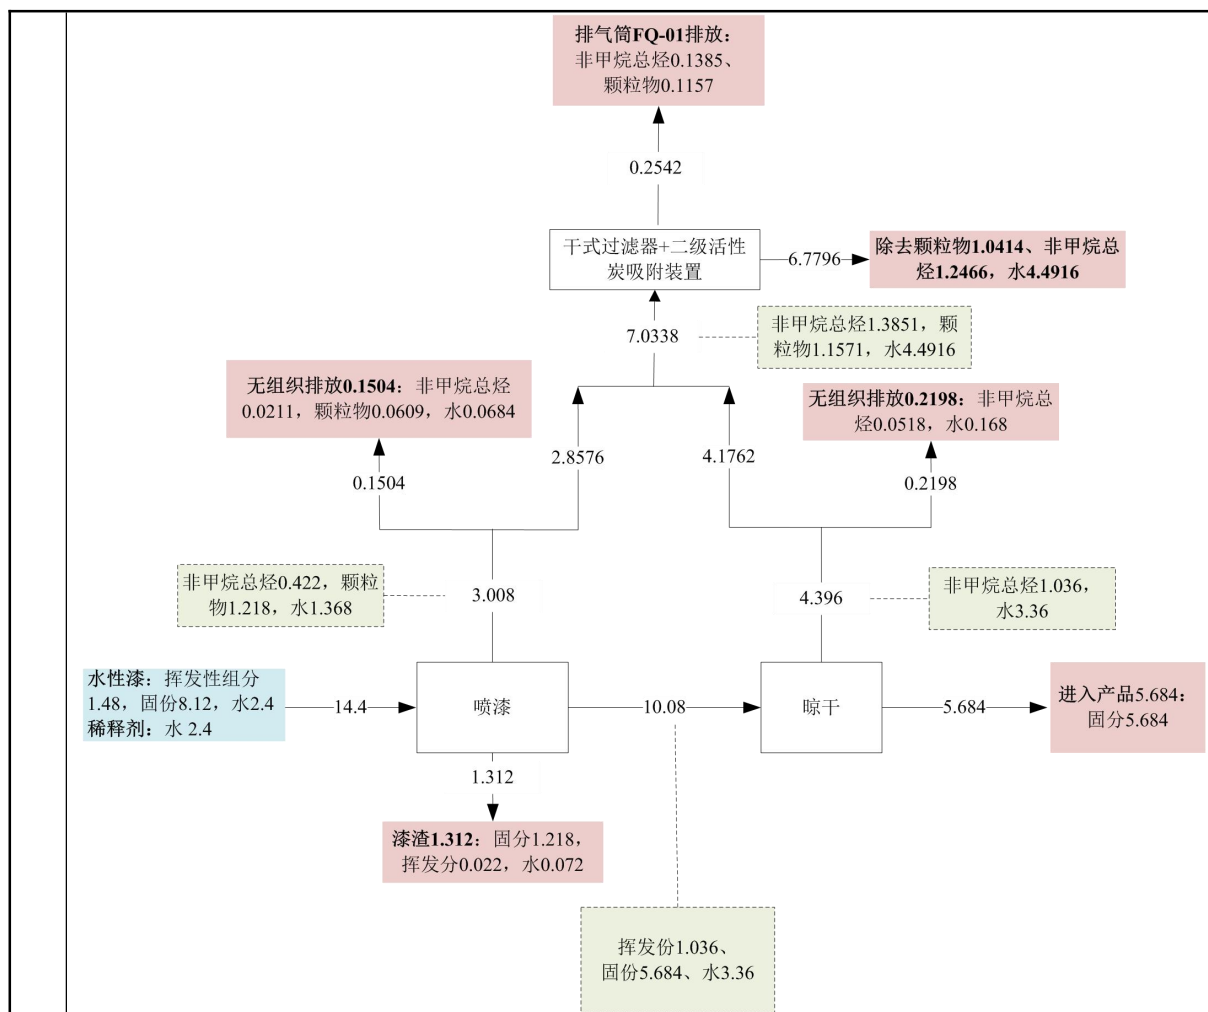 排气筒FQ-01排放：
非甲烷总烃0.1385、
颗粒物0.1157
0.2542
干式过滤器+二级活性
炭吸附装置
6.7796
除去颗粒物1.0414、非甲烷总
烃1.2466，水4.4916
7.0338
非甲烷总烃1.3851，颗
粒物1.1571，水4.4916
无组织排放0.1504：非甲烷总烃
0.0211，颗粒物0.0609，水0.0684
无组织排放0.2198：非甲烷总
烃0.0518，水0.168
0.1504
2.8576
4.1762
0.2198
非甲烷总烃0.422，颗粒
物1.218，水1.368
3.008
4.396
非甲烷总烃1.036，
水3.36
水性漆：挥发性组分
1.48，固份8.12，水2.4
稀释剂：水 2.4
14.4
喷漆
10.08
晾干
5.684
进入产品5.684：
固分5.684
1.312
漆渣1.312：固分1.218，
挥发分0.022，水0.072
挥发份1.036、
固份5.684、水3.36